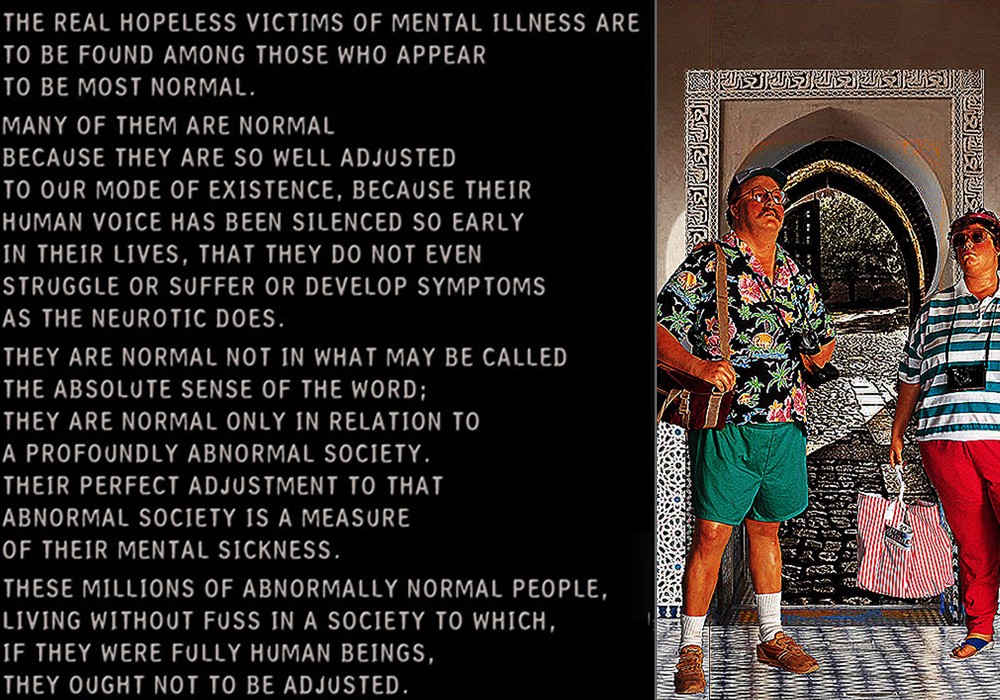 THE REAL HOPELESS VICTIMS OF MENTAL ILLNESS ARE
TO BE FOUND AMONG THOSE WHO APPEAR
TO BE MOST NORMAL.
MANY OF THEM ARE NORMAL
BECAUSE THEY ARE SO WELL ADJUSTED
TO OUR MODE OF EXISTENCE, BECAUSE THEIR
HUMAN VOICE HAS BEEN SILENCED SO EARLY
IN THEIR LIVES, THAT THEY DO NOT EVEN
STRUGGLE OR SUFFER OR DEVELOP SYMPTOMS
AS THE NEUROTIC DOES.
THEY ARE NORMAL NOT IN WHAT MAY BE CALLED
THE ABSOLUTE SENSE OF THE WORD;
THEY ARE NORMAL ONLY IN RELATION TO
A PROFOUNDLY ABNORMAL SOCIETY.
THEIR PERFECT ADJUSTMENT TO THAT
ABNORMAL SOCIETY IS A MEASURE
OF THEIR MENTAL SICKNESS.
THESE MILLIONS OF ABNORMALLY NORMAL PEOPLE,
LIVING WITHOUT FUSS IN A SOCIETY TO WHICH,
IF THEY WERE FULLY HUMAN BEINGS,
THEY OUGHT NOT TO BE ADJUSTED.